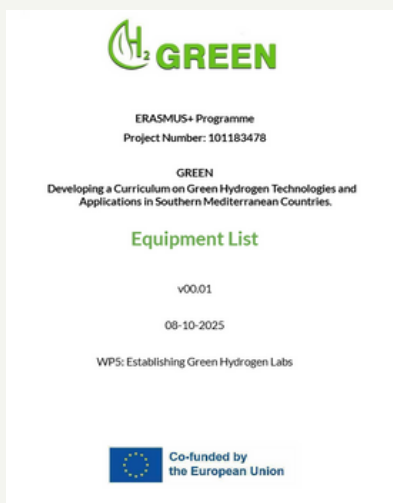 H2 GREEN
ERASMUS+ Programme
Project Number: 101183478
GREEN
Developing a Curriculum on Green Hydrogen Technologies and
Applications in Southern Mediterranean Countries.
Equipment List
v00.01
08-10-2025
WP5: Establishing Green Hydrogen Labs
Co-funded by
the European Union